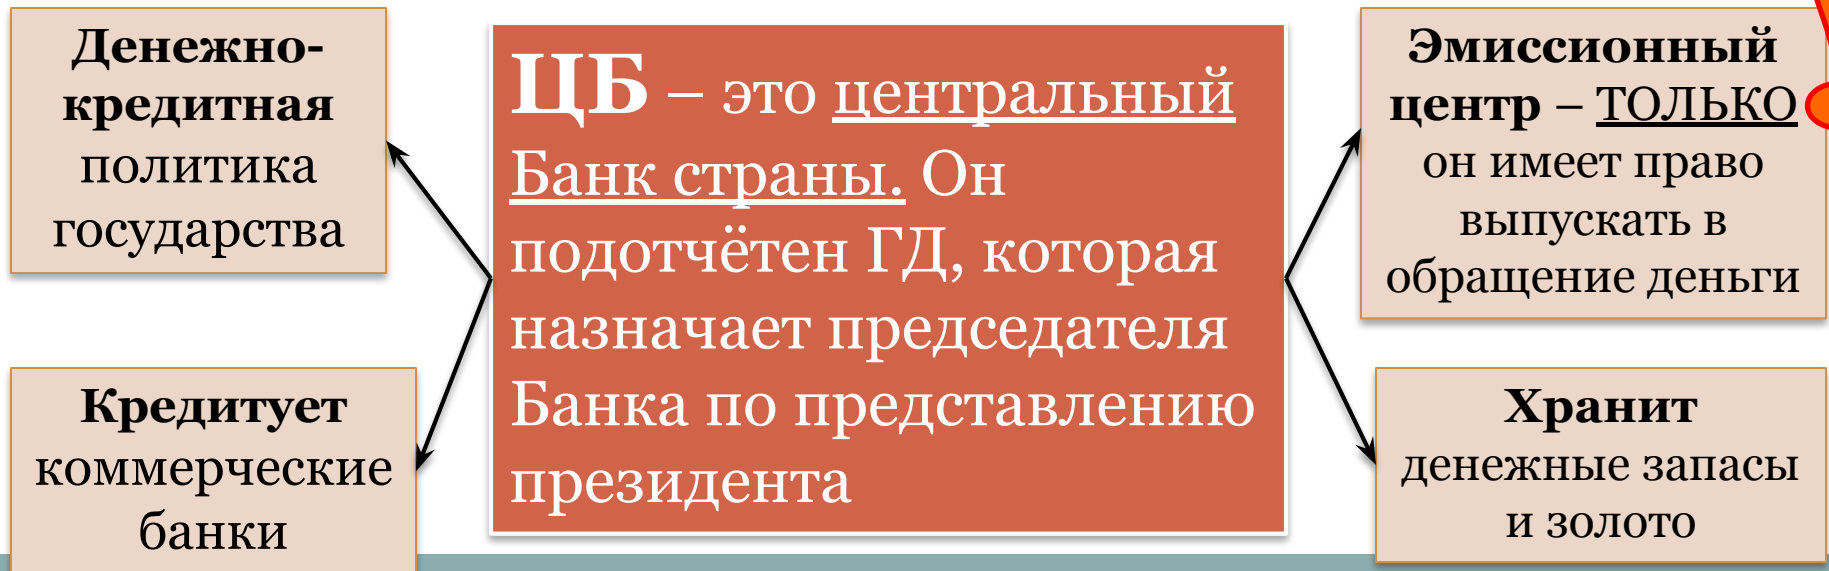 Денежно-
кредитная
политика
государства
Кредитует
коммерческие
банки
ЦБ – это центральный
Банк страны. Он
подотчётен ГД, которая
назначает председателя
Банка по представлению
президента
Эмиссионный
центр – ТОЛЬКО
он имеет право
выпускать в
обращение деньги
Хранит
денежные запасы
и золото